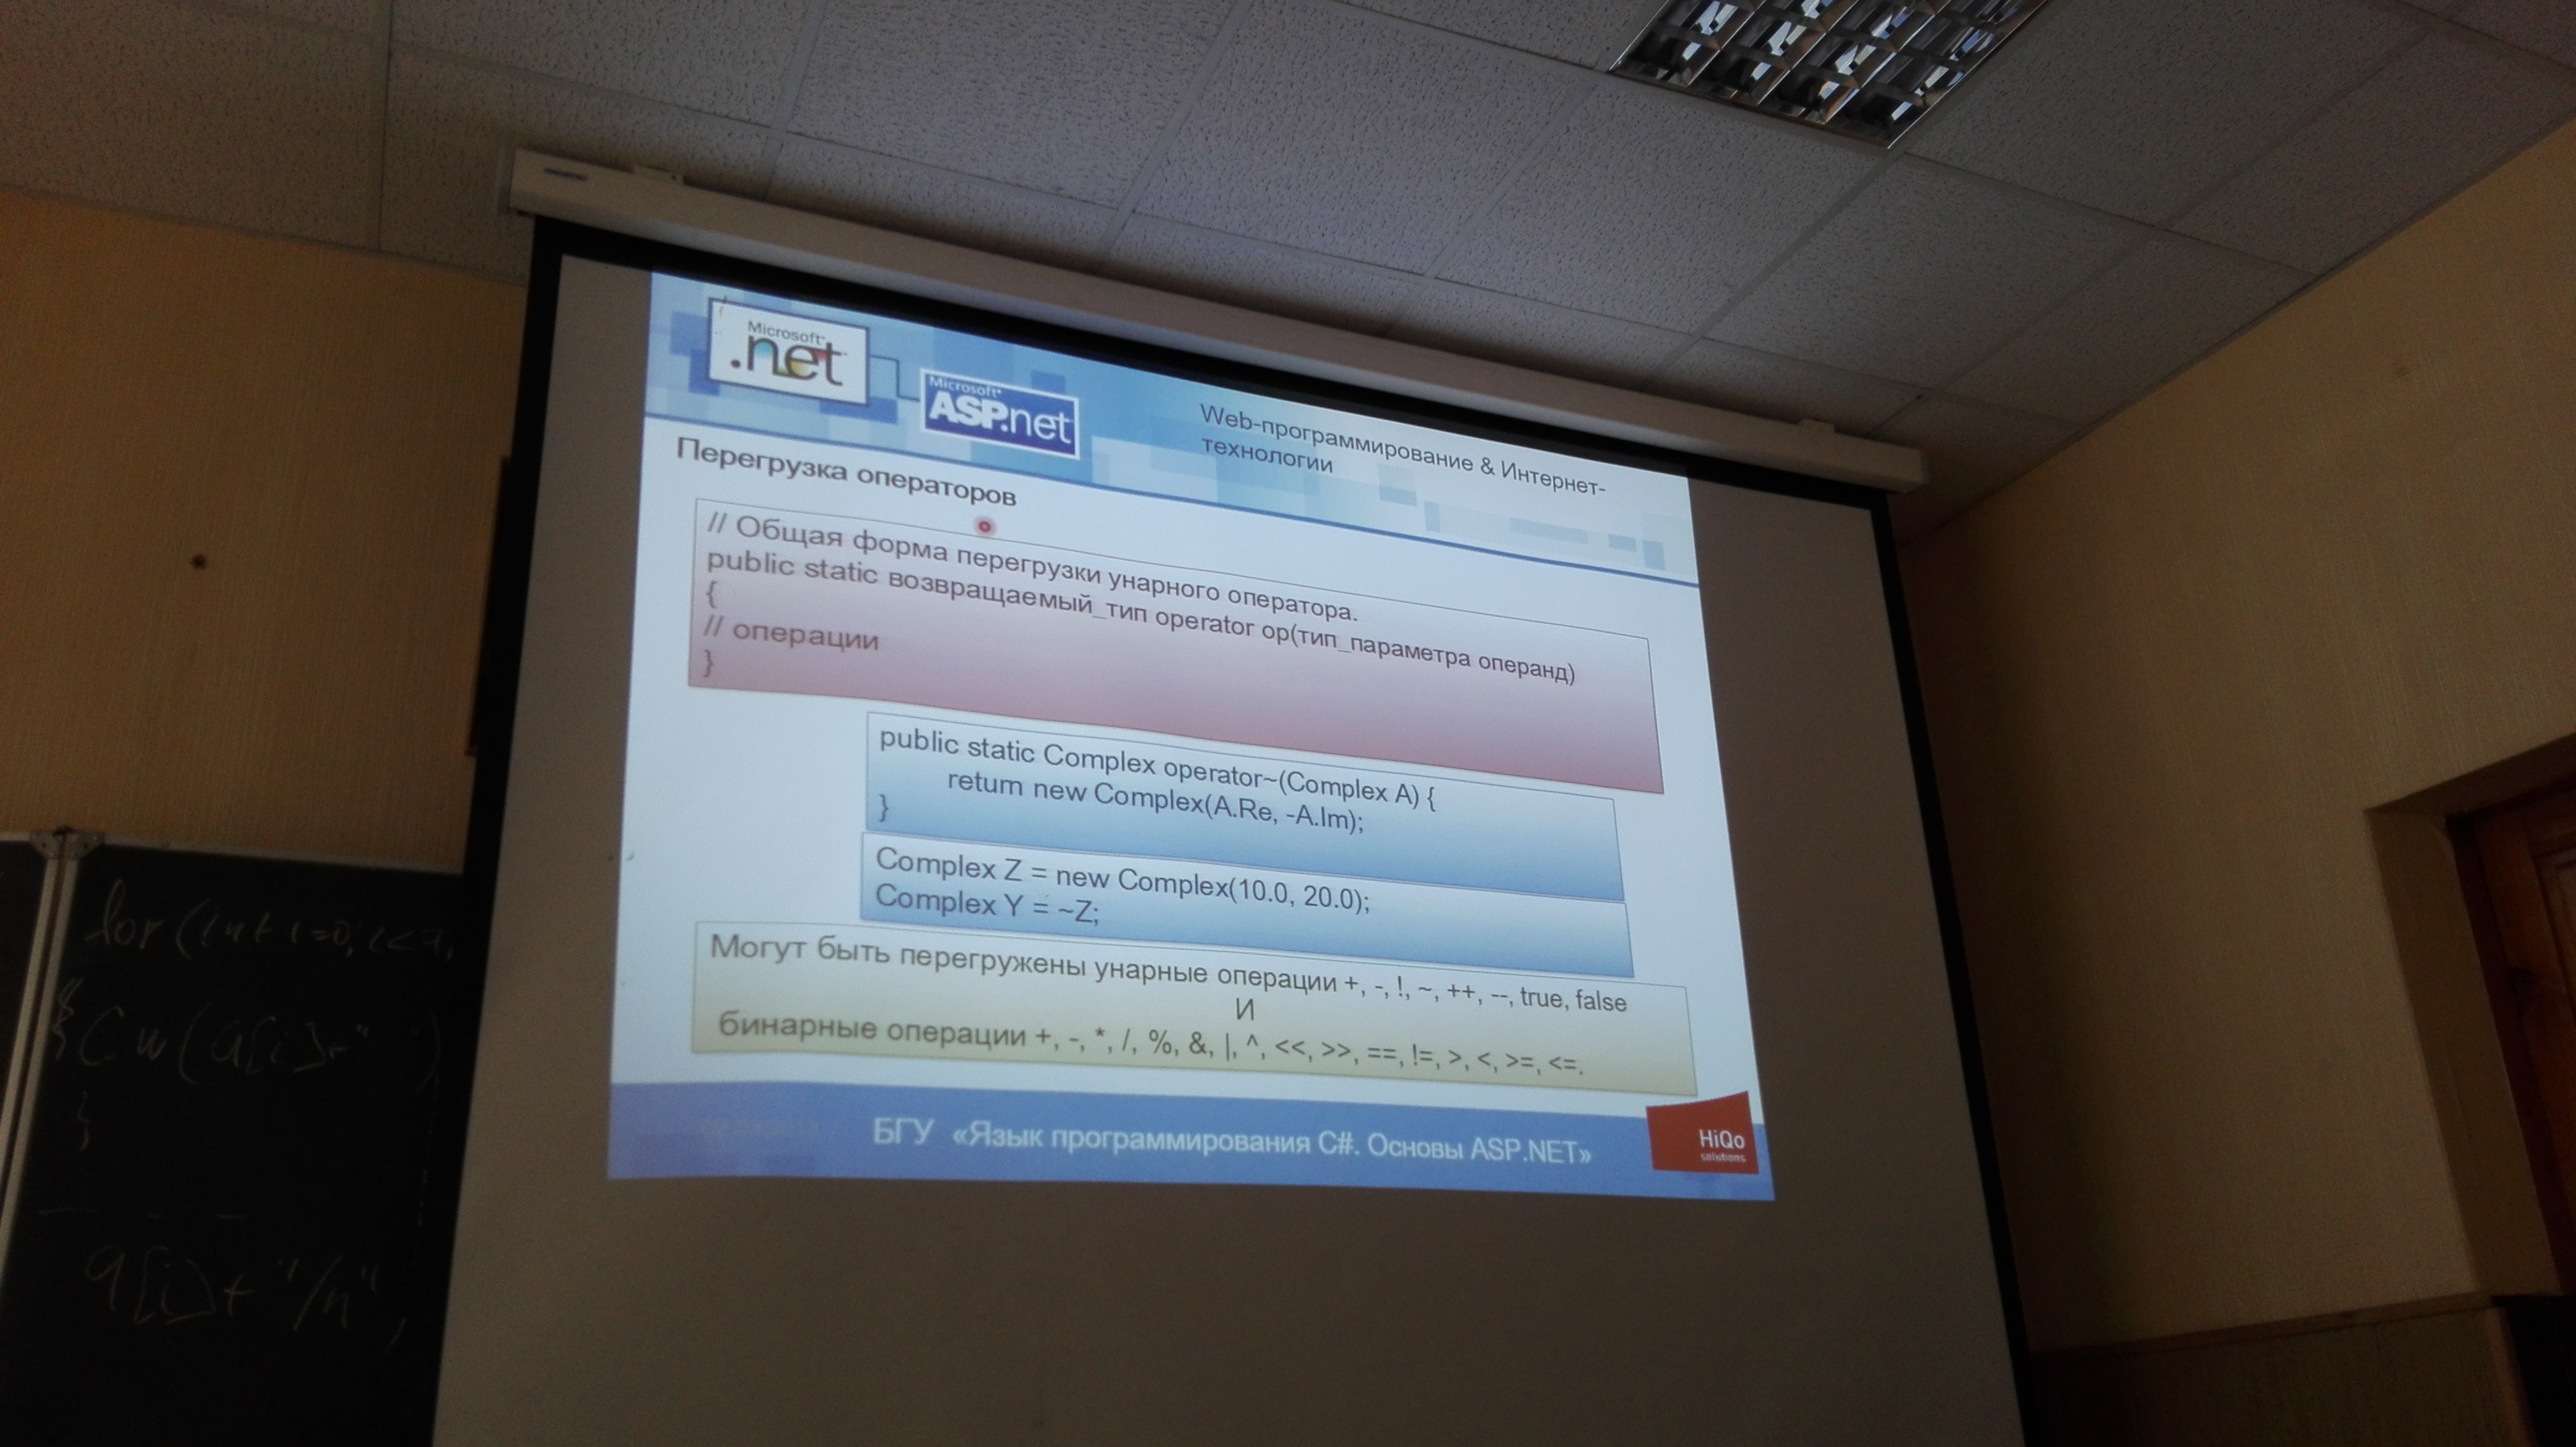 Microsoft
.net
Microsoft
ASP.net
Web-программирование & Интернет-
технологии
Перегрузка операторов
// Общая форма перегрузки унарного оператора.
public static возвращаемый_тип operator op(тип_параметра операнд)
{
// операции
}
public static Complex operator~(Complex A) {
return new Complex(A.Re, -A.Im);
}
Complex Z = new Complex(10.0, 20.0);
Complex Y = ~Z;
Могут быть перегружены унарные операции +, -, !, ~, ++, --, true, false
И
бинарные операции +, -, *, /, %, &, |, ^, <<, >>, ==, !=, >, <, >=, <=.
БГУ «Язык программирования C#. Основы ASP.NET»
HiQo
solutions
for (int i=0; i<
}
a[i]+"/n"